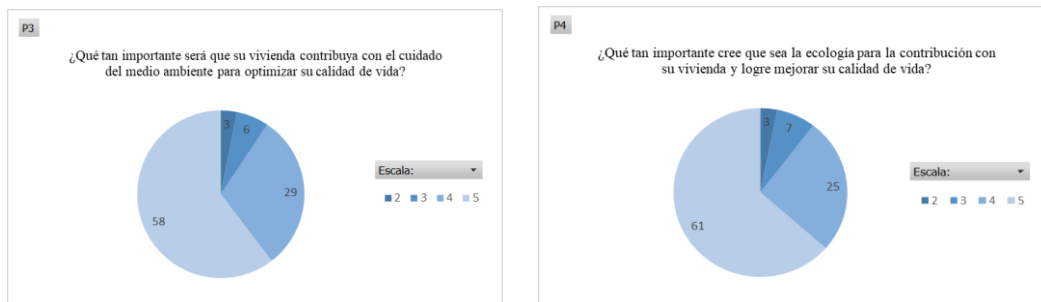 P3
¿Qué tan importante será que su vivienda contribuya con el cuidado
del medio ambiente para optimizar su calidad de vida?
3
6
29
58
Escala:
2 3 4 5
P4
¿Qué tan importante cree que sea la ecología para la contribución con
su vivienda y logre mejorar su calidad de vida?
3
7
25
61
Escala:
2 3 4 5